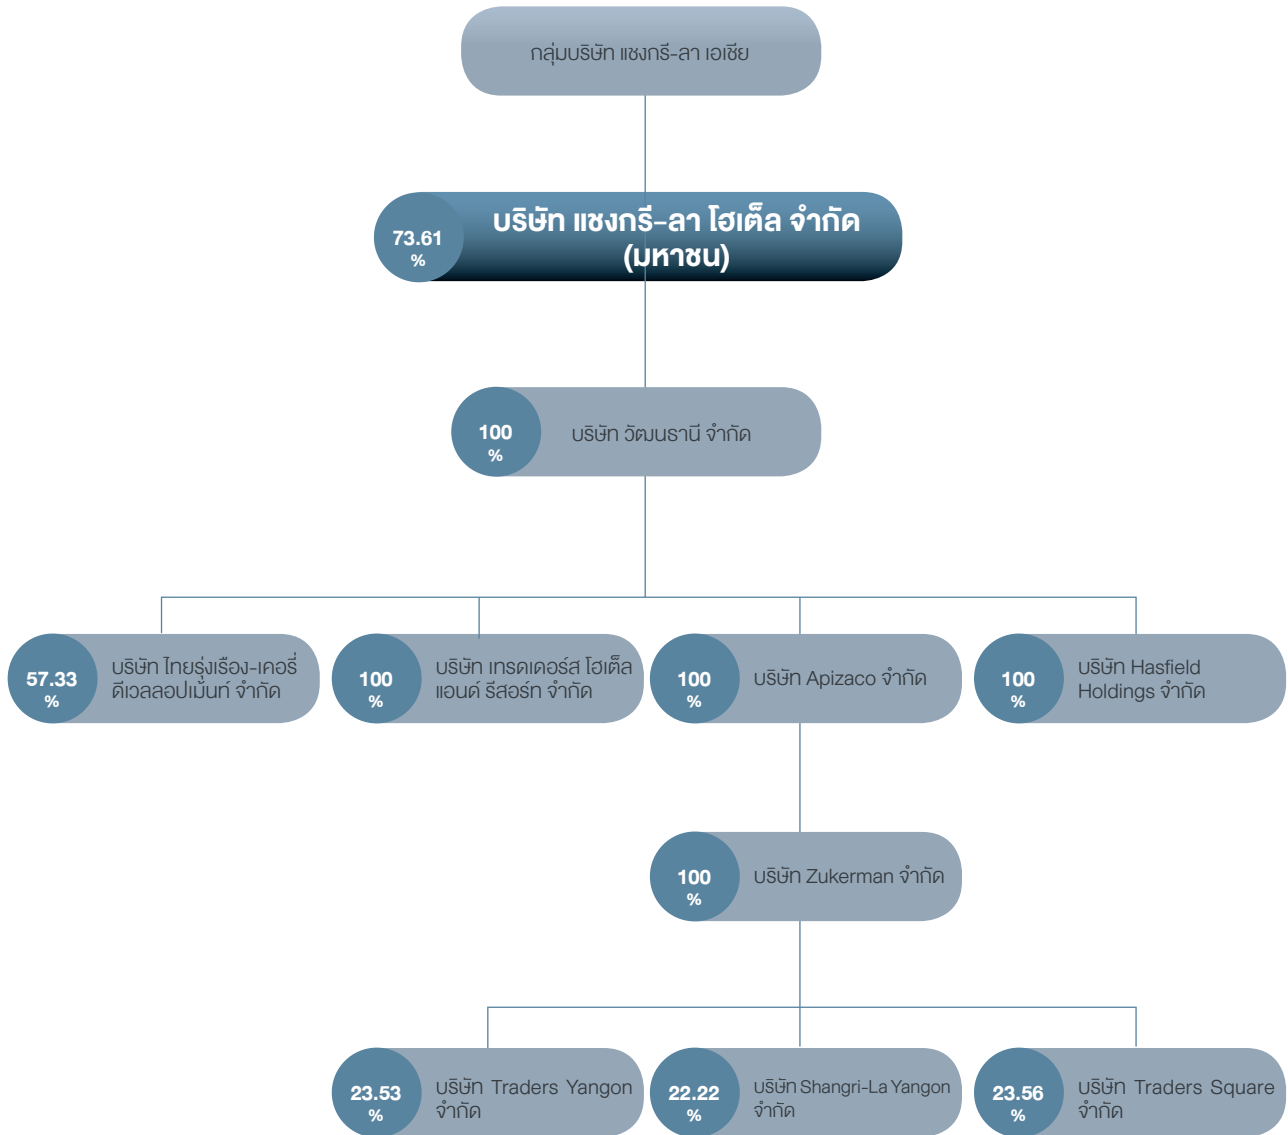 กลุ่มบริษัท แชงกรี-ลา เอเชีย
73.61
%
บริษัท แชงกรี-ลา โฮเต็ล จำกัด
(มหาชน)
100
%
บริษัท วัฒนธานี จำกัด
57.33
%
บริษัท ไทยรุ่งเรือง-เคอรี่
ดีเวลลอปเม้นท์ จำกัด
100
%
บริษัท เทรดเดอร์ส โฮเต็ล
แอนด์ รีสอร์ท จำกัด
100
%
บริษัท Apizaco จำกัด
100
%
บริษัท Hasfield
Holdings จำกัด
100
%
บริษัท Zukerman จำกัด
23.53
%
บริษัท Traders Yangon
จำกัด
22.22
%
บริษัท Shangri-La Yangon
จำกัด
23.56
%
บริษัท Traders Square
จำกัด